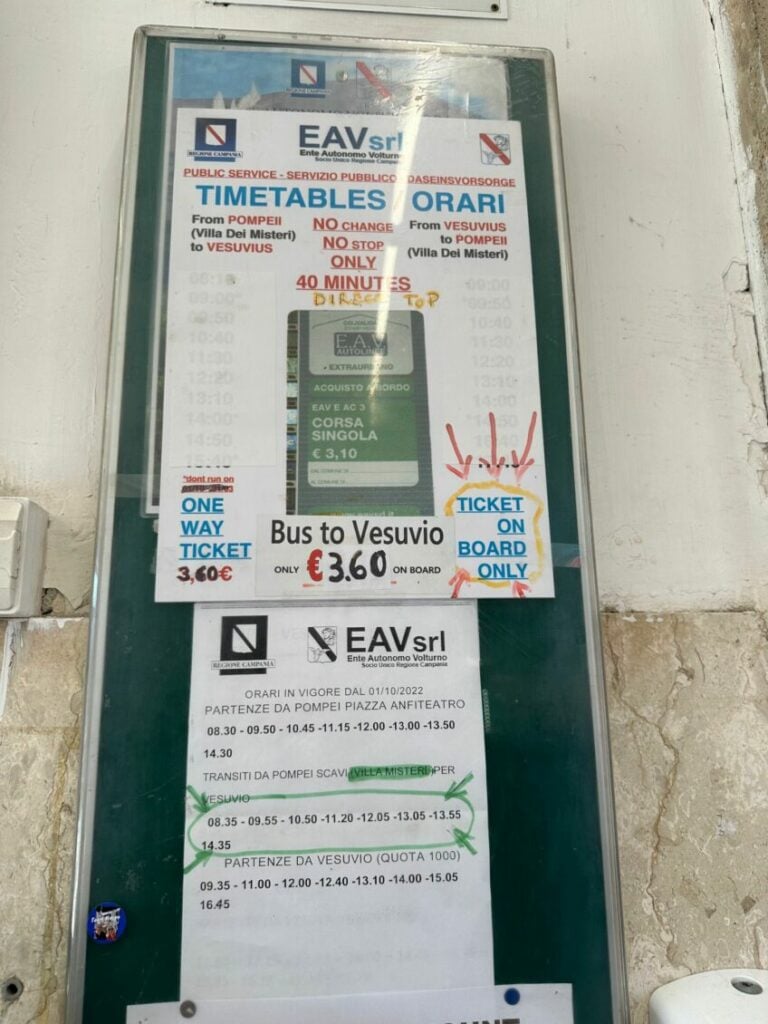 REGIONE CAMPANIA
EAVsrl
Ente Autonomo Volturno
Socio Unico Regione Campania
PUBLIC SERVICE - SERVIZIO PUBBLICO - DASEINSVORSORGE
TIMETABLES ORARI
From POMPEII
(Villa Dei Misteri)
to VESUVIUS
NO CHANGE
NO STOP
ONLY
40 MINUTES
DIRECT TOP
From VESUVIUS
to POMPEII
(Villa Dei Misteri)
09:00*
09:50
10:40
11:30
12:20
13:10
14:00*
14:50
15:40*
09:00
*09:50
10:40
11:30
12:20
13:10
14:00
*14:50
E.A.V.
AUTOLINEE
• EXTRAURBANO
ACQUISTO A BORDO
EAV E AC 3
CORSA
SINGOLA
€ 3,10
*dont run on
ONE
WAY
TICKET
3,60€
Bus to Vesuvio
ONLY €3.60 ON BOARD
TICKET
ON
BOARD
ONLY
REGIONE CAMPANIA
EAVsrl
Ente Autonomo Volturno
Socio Unico Regione Campania
ORARI IN VIGORE DAL 01/10/2022
PARTENZE DA POMPEI PIAZZA ANFITEATRO
08.30 - 09.50 - 10.45 -11.15 -12.00 -13.00 -13.50
14.30
TRANSITI DA POMPEI SCAVI (VILLA MISTERI) PER
VESUVIO
08.35 - 09.55 - 10.50 -11.20 -12.05 -13.05 -13.55
14.35
PARTENZE DA VESUVIO (QUOTA 1000)
09.35 - 11.00 - 12.00 -12.40 -13.10 -14.00 -15.05
16.45